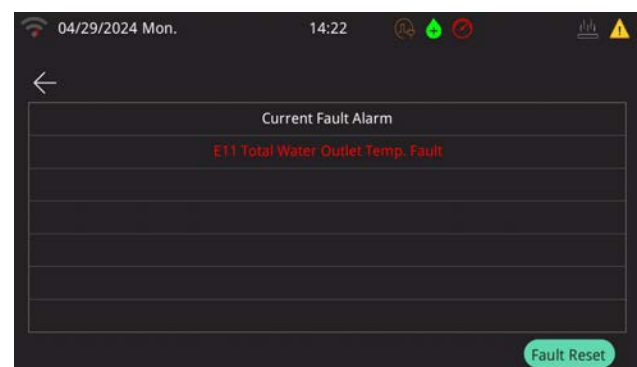 04/29/2024 Mon. 14:22
Current Fault Alarm
E11 Total Water Outlet Temp. Fault
Fault Reset